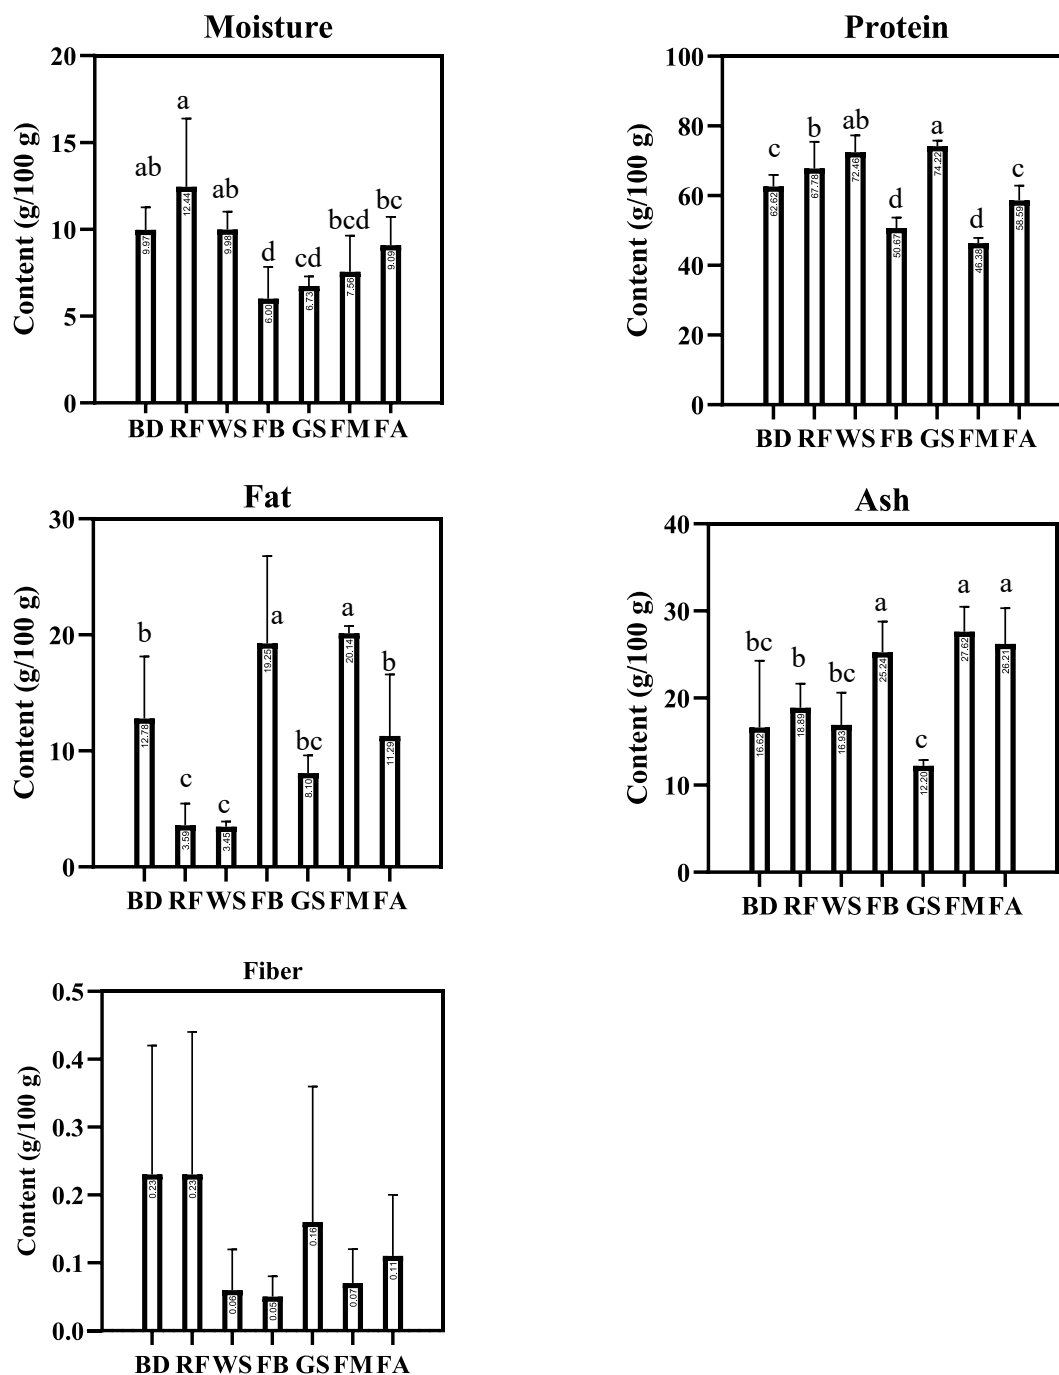 Moisture
Content (g/100 g)
20
15
10
5
0
ab
a
ab
d
cd
bcd
bc
9.97
12.44
9.98
6.00
6.73
7.56
9.09
BD RF WS FB GS FM FA
Protein
Content (g/100 g)
100
80
60
40
20
0
c
b
ab
d
a
d
c
62.62
67.78
72.46
50.67
74.22
46.38
58.59
BD RF WS FB GS FM FA
Fat
Content (g/100 g)
30
20
10
0
b
c
c
a
bc
a
b
12.78
3.59
3.45
19.25
8.10
20.14
11.29
BD RF WS FB GS FM FA
Ash
Content (g/100 g)
40
30
20
10
0
bc
b
bc
a
c
a
a
16.62
18.89
16.93
25.24
12.20
27.62
26.21
BD RF WS FB GS FM FA
Fiber
Content (g/100 g)
0.5
0.4
0.3
0.2
0.1
0.0
0.23
0.23
0.06
0.05
0.16
0.07
0.11
BD RF WS FB GS FM FA